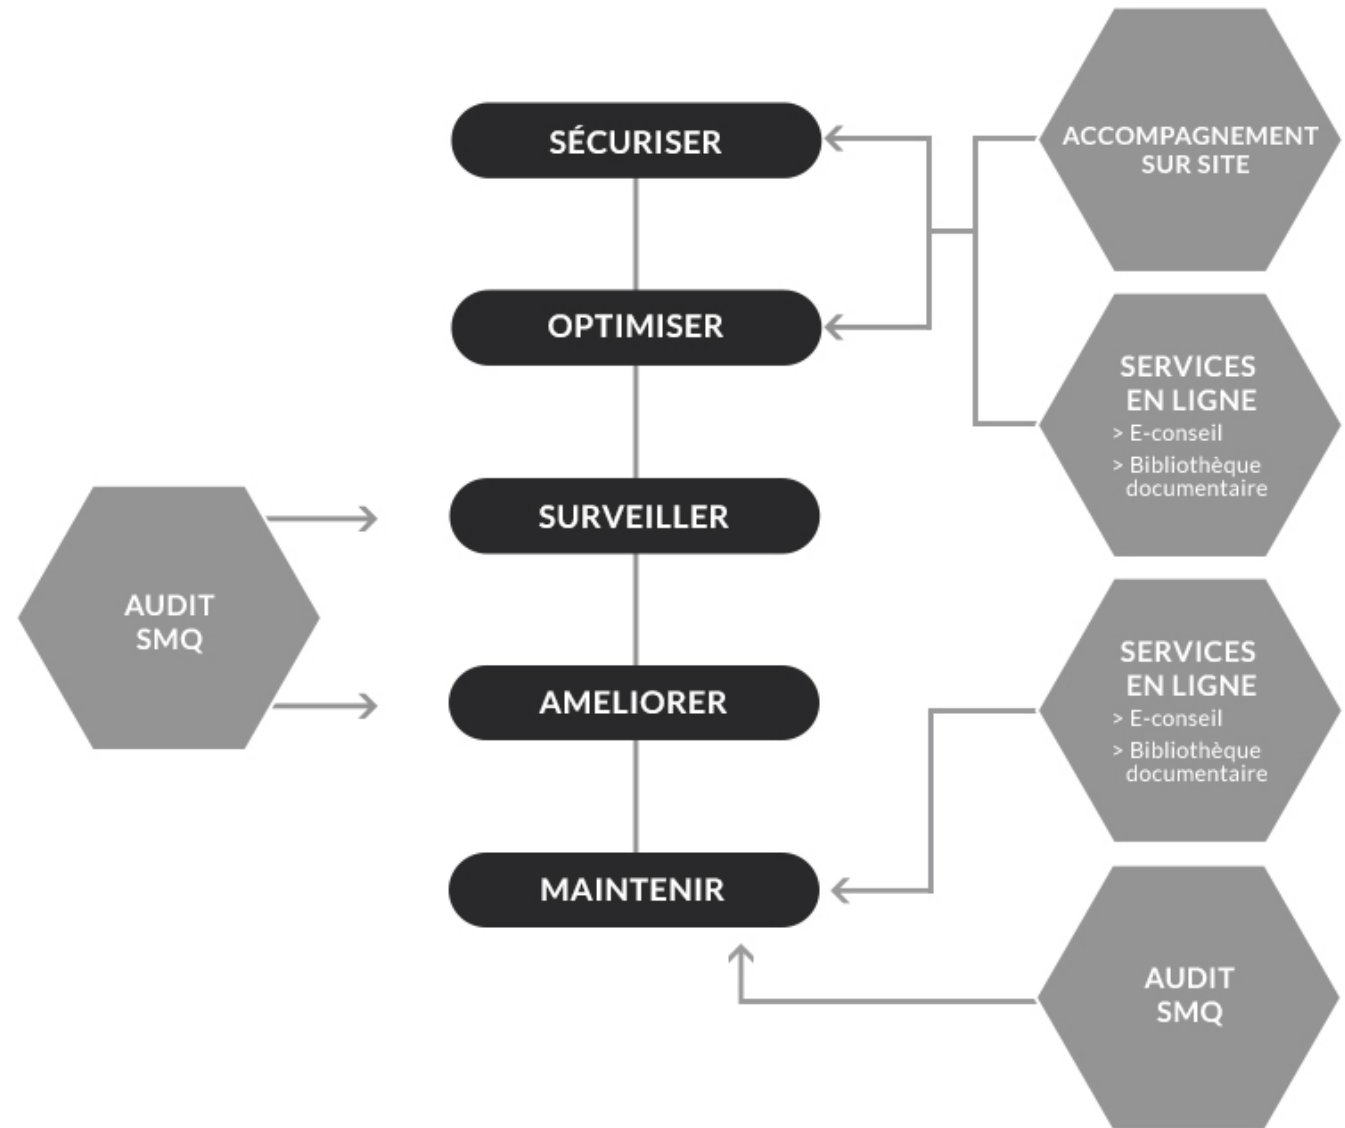 SÉCURISER
ACCOMPAGNEMENT
SUR SITE
OPTIMISER
SERVICES
EN LIGNE
> E-conseil
> Bibliothèque
documentaire
SURVEILLER
AUDIT
SMQ
AMELIORER
SERVICES
EN LIGNE
> E-conseil
> Bibliothèque
documentaire
MAINTENIR
AUDIT
SMQ